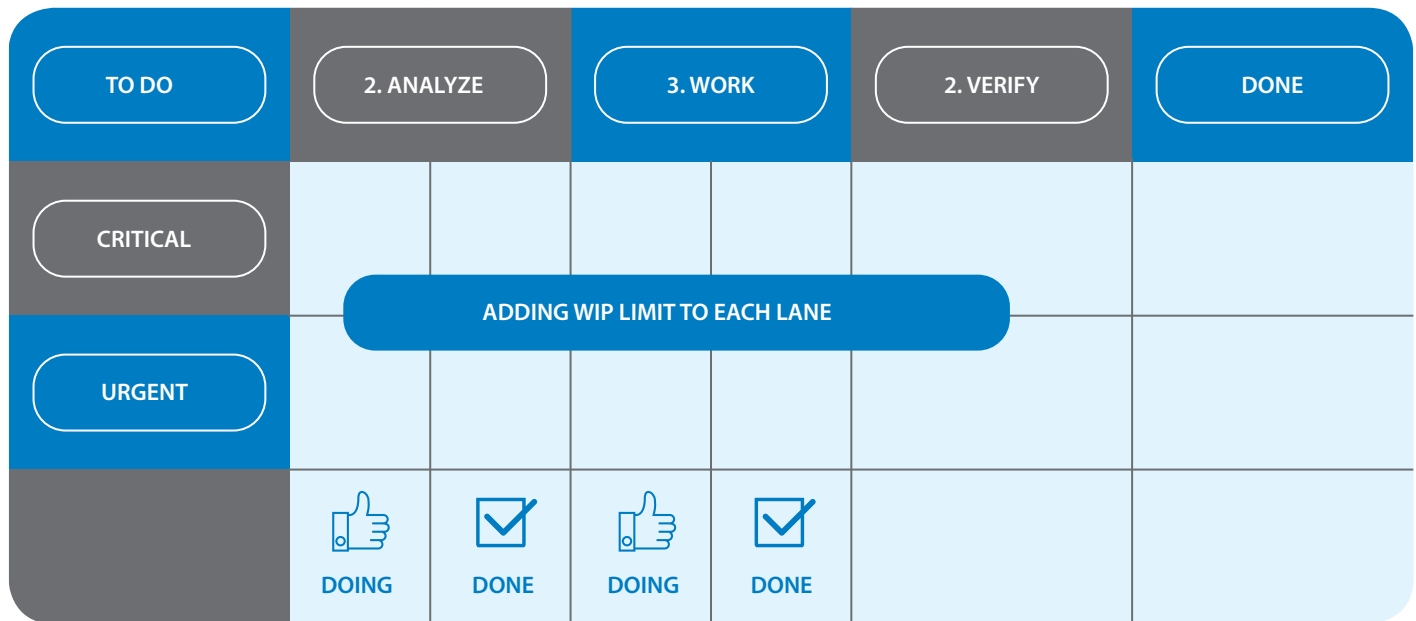 TO DO
2. ANALYZE
3. WORK
2. VERIFY
DONE
CRITICAL
ADDING WIP LIMIT TO EACH LANE
URGENT
DOING
DONE
DOING
DONE